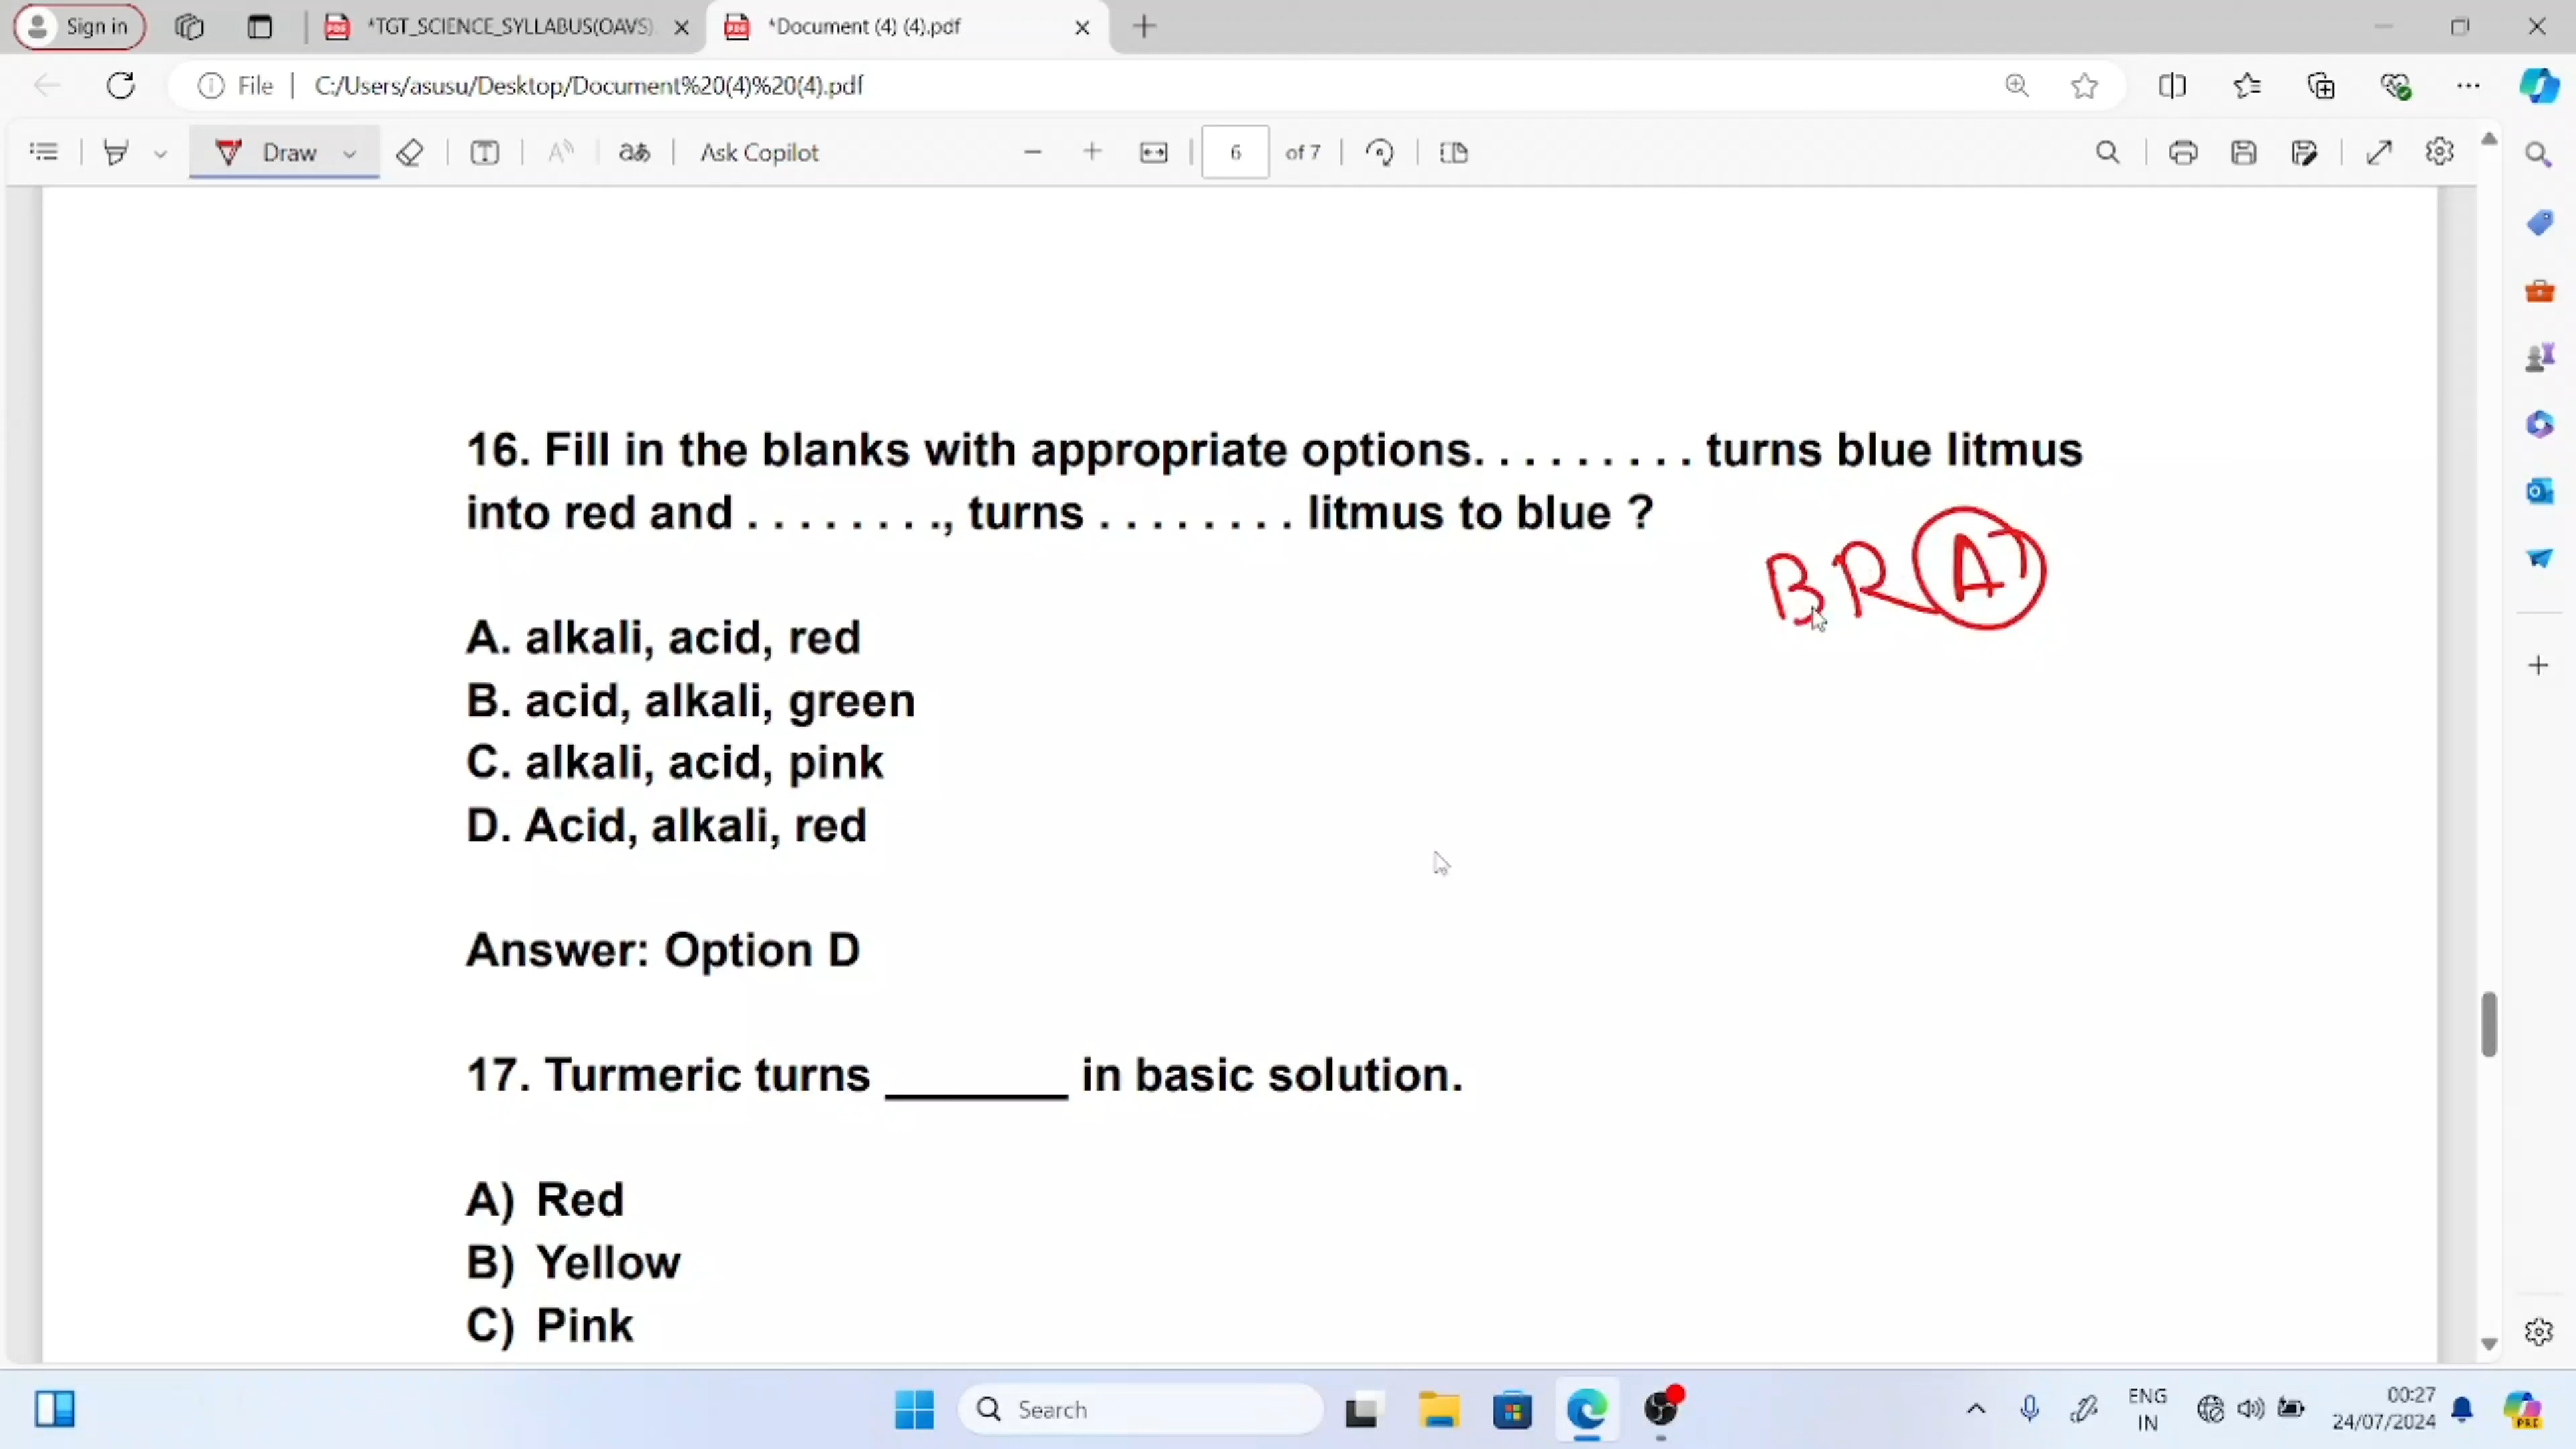 Sign in
*TGT_SCIENCE_SYLLABUS(OAVS).
*Document (4) (4).pdf
File
C:/Users/asusu/Desktop/Document%20(4)%20(4).pdf
Draw
Ask Copilot
6 of 7
16. Fill in the blanks with appropriate options. . . . . . . . . turns blue litmus
into red and . . . . . . . ., turns . . . . . . . . litmus to blue ?
B R A
A. alkali, acid, red
B. acid, alkali, green
C. alkali, acid, pink
D. Acid, alkali, red
Answer: Option D
17. Turmeric turns _______ in basic solution.
A) Red
B) Yellow
C) Pink
Search
ENG
IN
00:27
24/07/2024